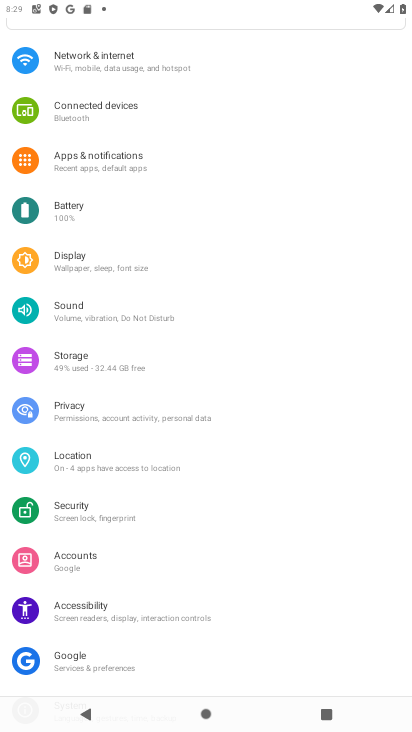 8:29
Network & internet
Wi-Fi, mobile, data usage, and hotspot
Connected devices
Bluetooth
Apps & notifications
Recent apps, default apps
Battery
100%
Display
Wallpaper, sleep, font size
Sound
Volume, vibration, Do Not Disturb
Storage
49% used - 32.44 GB free
Privacy
Permissions, account activity, personal data
Location
On - 4 apps have access to location
Security
Screen lock, fingerprint
Accounts
Google
Accessibility
Screen readers, display, interaction controls
Google
Services & preferences
System